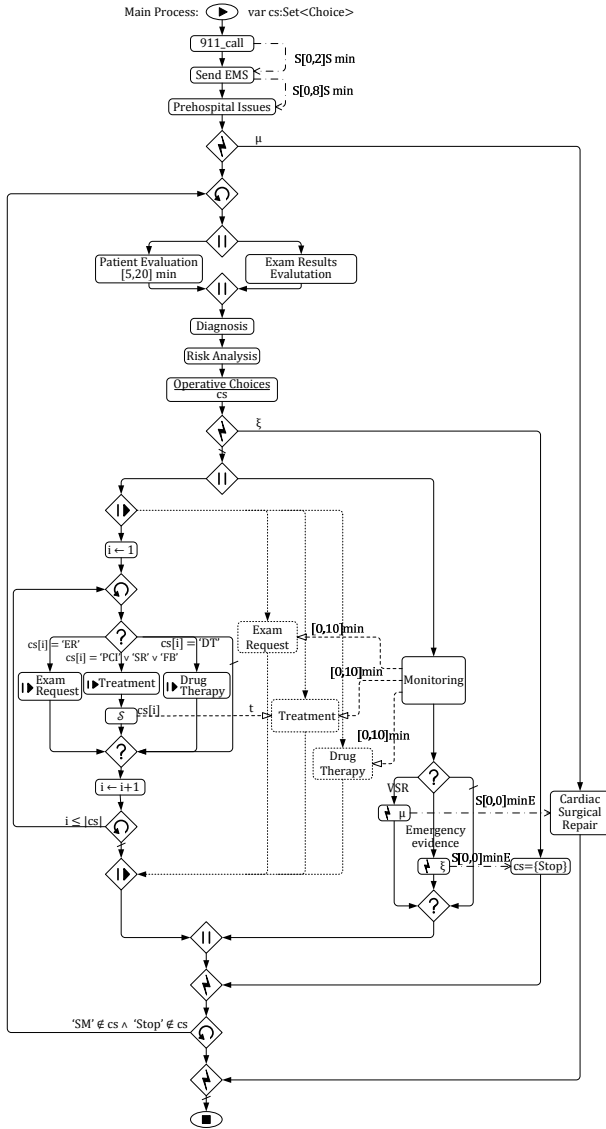 Main Process:
var cs:Set<Choice>
911_call
S[0,2]S min
Send EMS
S[0,8]S min
Prehospital Issues
μ
Patient Evaluation
[5,20] min
Exam Results
Evalutation
Diagnosis
Risk Analysis
Operative Choices
cs
ξ
i ← 1
?
cs[i] = 'ER'
cs[i] = 'DT'
cs[i] = 'PCI' ∨ 'SR' ∨ 'FB'
Exam
Request
Treatment
Drug
Therapy
S
cs[i]
t
?
i ← i+1
i ≤ |cs|
Exam
Request
[0,10]min
Treatment
[0,10]min
Drug
Therapy
[0,10]min
Monitoring
?
VSR
μ
S[0,0]minE
Emergency
evidence
ξ
S[0,0]minE
cs={Stop}
Cardiac
Surgical
Repair
?
'SM' ∉ cs ∧ 'Stop' ∉ cs